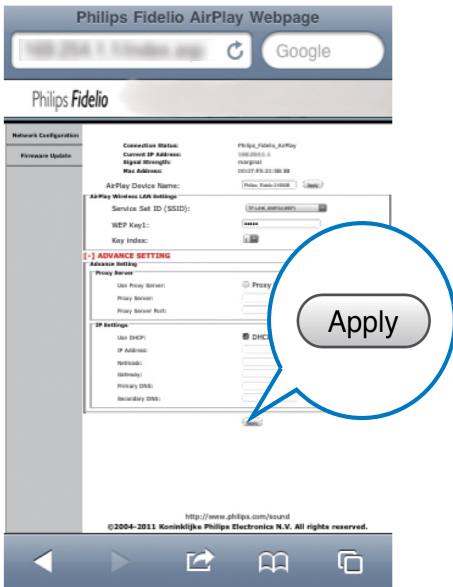 Philips Fidelio AirPlay Webpage
Google
Philips Fidelio
Network Configuration
Firmware Update
Connection Status: Philips_Fidelio_AirPlay
Current IP Address:
Signal Strength: marginal
Mac Address:
AirPlay Device Name: Apply
AirPlay Wireless LAN Settings
Service Set ID (SSID):
WEP Key1: •••••
Key index:
[-] ADVANCE SETTING
Advance Setting
Proxy Server
Use Proxy Server: Proxy
Proxy Server:
Proxy Server Port:
IP Settings
Use DHCP: DHCP
IP Address:
Netmask:
Gateway:
Primary DNS:
Secondary DNS:
Apply
Apply
http://www.philips.com/sound
©2004-2011 Koninklijke Philips Electronics N.V. All rights reserved.